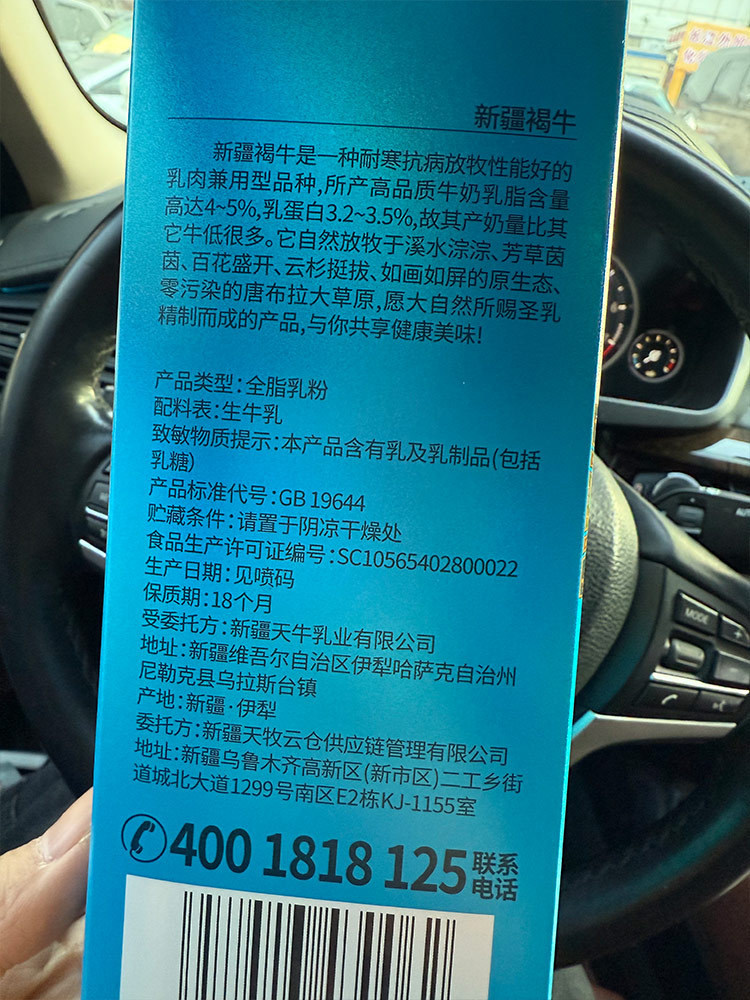 新疆褐牛
新疆褐牛是一种耐寒抗病放牧性能好的
乳肉兼用型品种,所产高品质牛奶乳脂含量
高达4~5%,乳蛋白3.2~3.5%,故其产奶量比其
它牛低很多。它自然放牧于溪水淙淙、芳草茵
茵、百花盛开、云杉挺拔、如画如屏的原生态、
零污染的唐布拉大草原,愿大自然所赐圣乳
精制而成的产品,与你共享健康美味!
产品类型:全脂乳粉
配料表:生牛乳
致敏物质提示:本产品含有乳及乳制品(包括
乳糖)
产品标准代号:GB 19644
贮藏条件:请置于阴凉干燥处
食品生产许可证编号:SC10565402800022
生产日期:见喷码
保质期:18个月
受委托方:新疆天牛乳业有限公司
地址:新疆维吾尔自治区伊犁哈萨克自治州
尼勒克县乌拉斯台镇
产地:新疆·伊犁
委托方:新疆天牧云仓供应链管理有限公司
地址:新疆乌鲁木齐高新区(新市区)二工乡街
道城北大道1299号南区E2栋KJ-1155室
400 1818 125 联系
电话
MODE